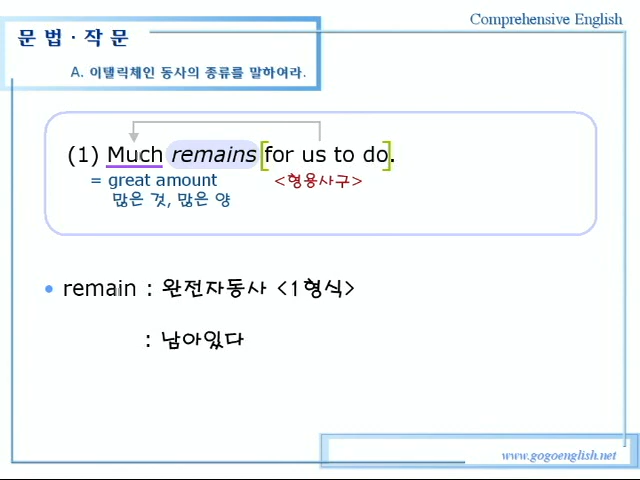 Comprehensive English
문 법 · 작 문
A. 이탤릭체인 동사의 종류를 말하여라.
(1) Much remains [for us to do].
= great amount <형용사구>
많은 것, 많은 양
• remain : 완전자동사 <1형식>
: 남아있다
www.gogoenglish.net